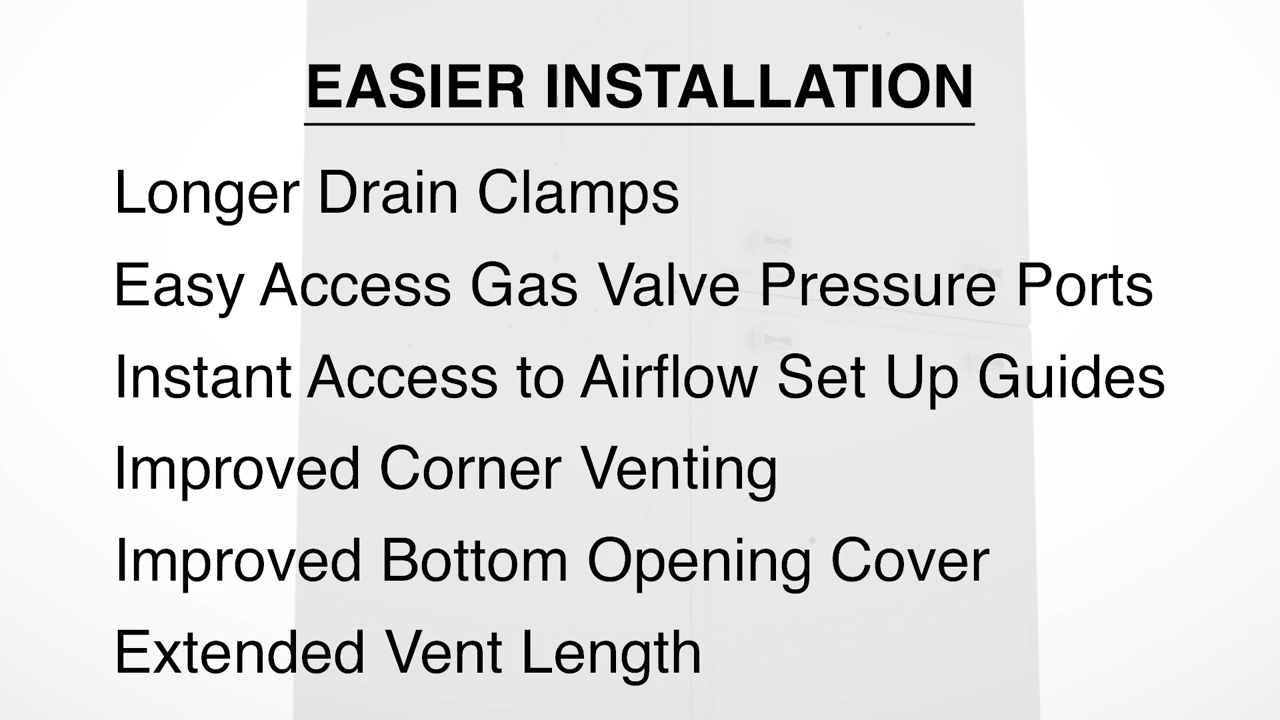 EASIER INSTALLATION
Longer Drain Clamps
Easy Access Gas Valve Pressure Ports
Instant Access to Airflow Set Up Guides
Improved Corner Venting
Improved Bottom Opening Cover
Extended Vent Length